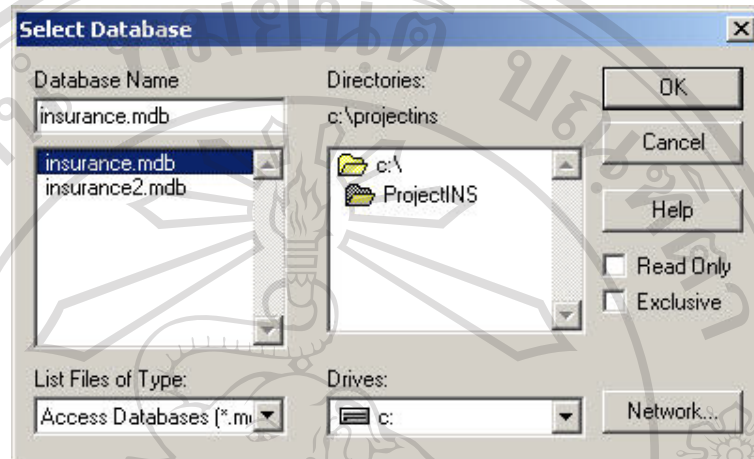 Select Database
Database Name
insurance.mdb
insurance.mdb
insurance2.mdb
List Files of Type:
Access Databases (*.m
Directories:
c:\projectins
c:\
ProjectINS
Drives:
c:
OK
Cancel
Help
Read Only
Exclusive
Network...